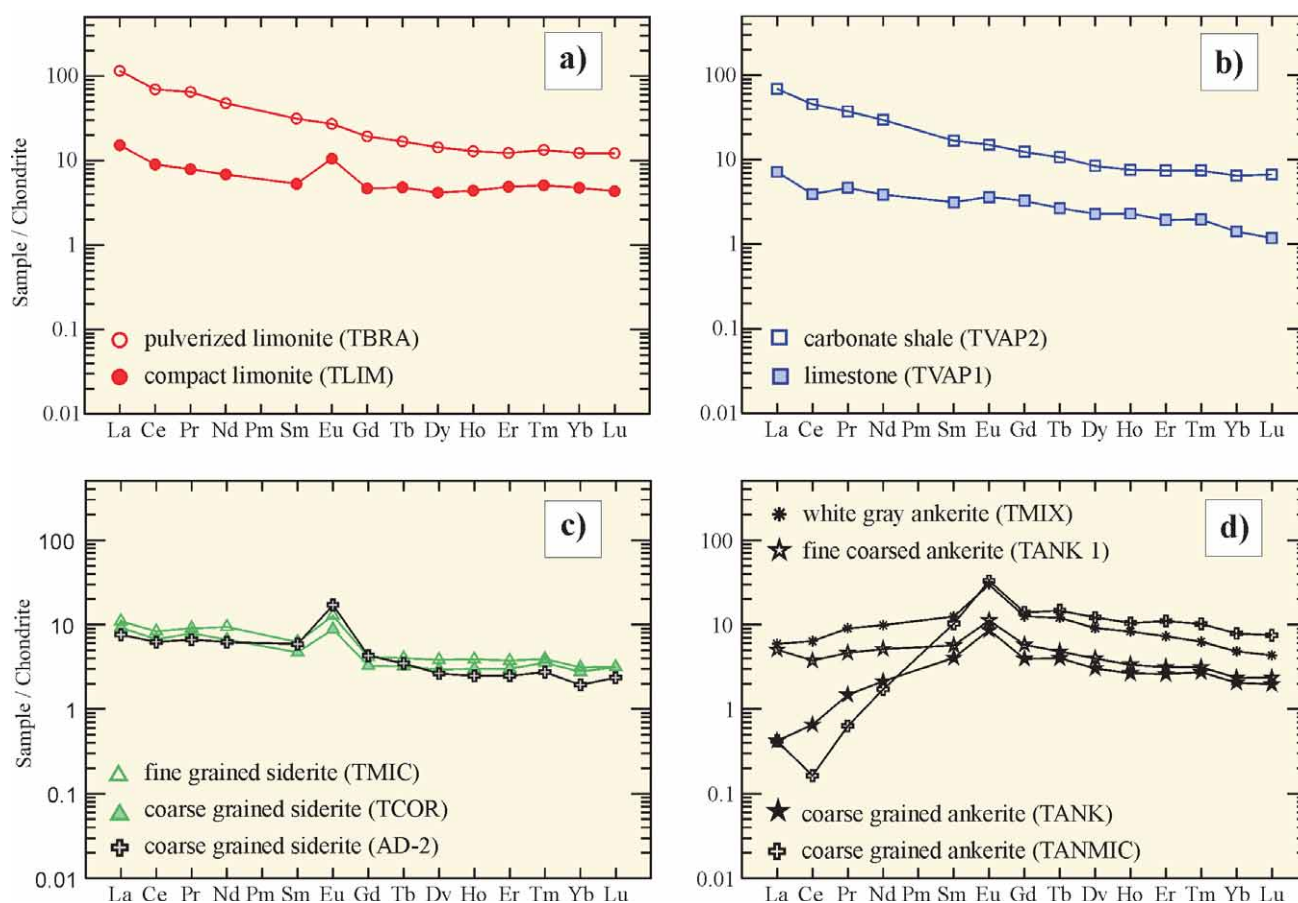 a)
100
10
1
0.1
0.01
Sample / Chondrite
pulverized limonite (TBRA)
compact limonite (TLIM)
La Ce Pr Nd Pm Sm Eu Gd Tb Dy Ho Er Tm Yb Lu
b)
100
10
1
0.1
0.01
carbonate shale (TVAP2)
limestone (TVAP1)
La Ce Pr Nd Pm Sm Eu Gd Tb Dy Ho Er Tm Yb Lu
c)
100
10
1
0.1
0.01
Sample / Chondrite
fine grained siderite (TMIC)
coarse grained siderite (TCOR)
coarse grained siderite (AD-2)
La Ce Pr Nd Pm Sm Eu Gd Tb Dy Ho Er Tm Yb Lu
d)
white gray ankerite (TMIX)
fine coarsed ankerite (TANK 1)
100
10
1
0.1
0.01
coarse grained ankerite (TANK)
coarse grained ankerite (TANMIC)
La Ce Pr Nd Pm Sm Eu Gd Tb Dy Ho Er Tm Yb Lu